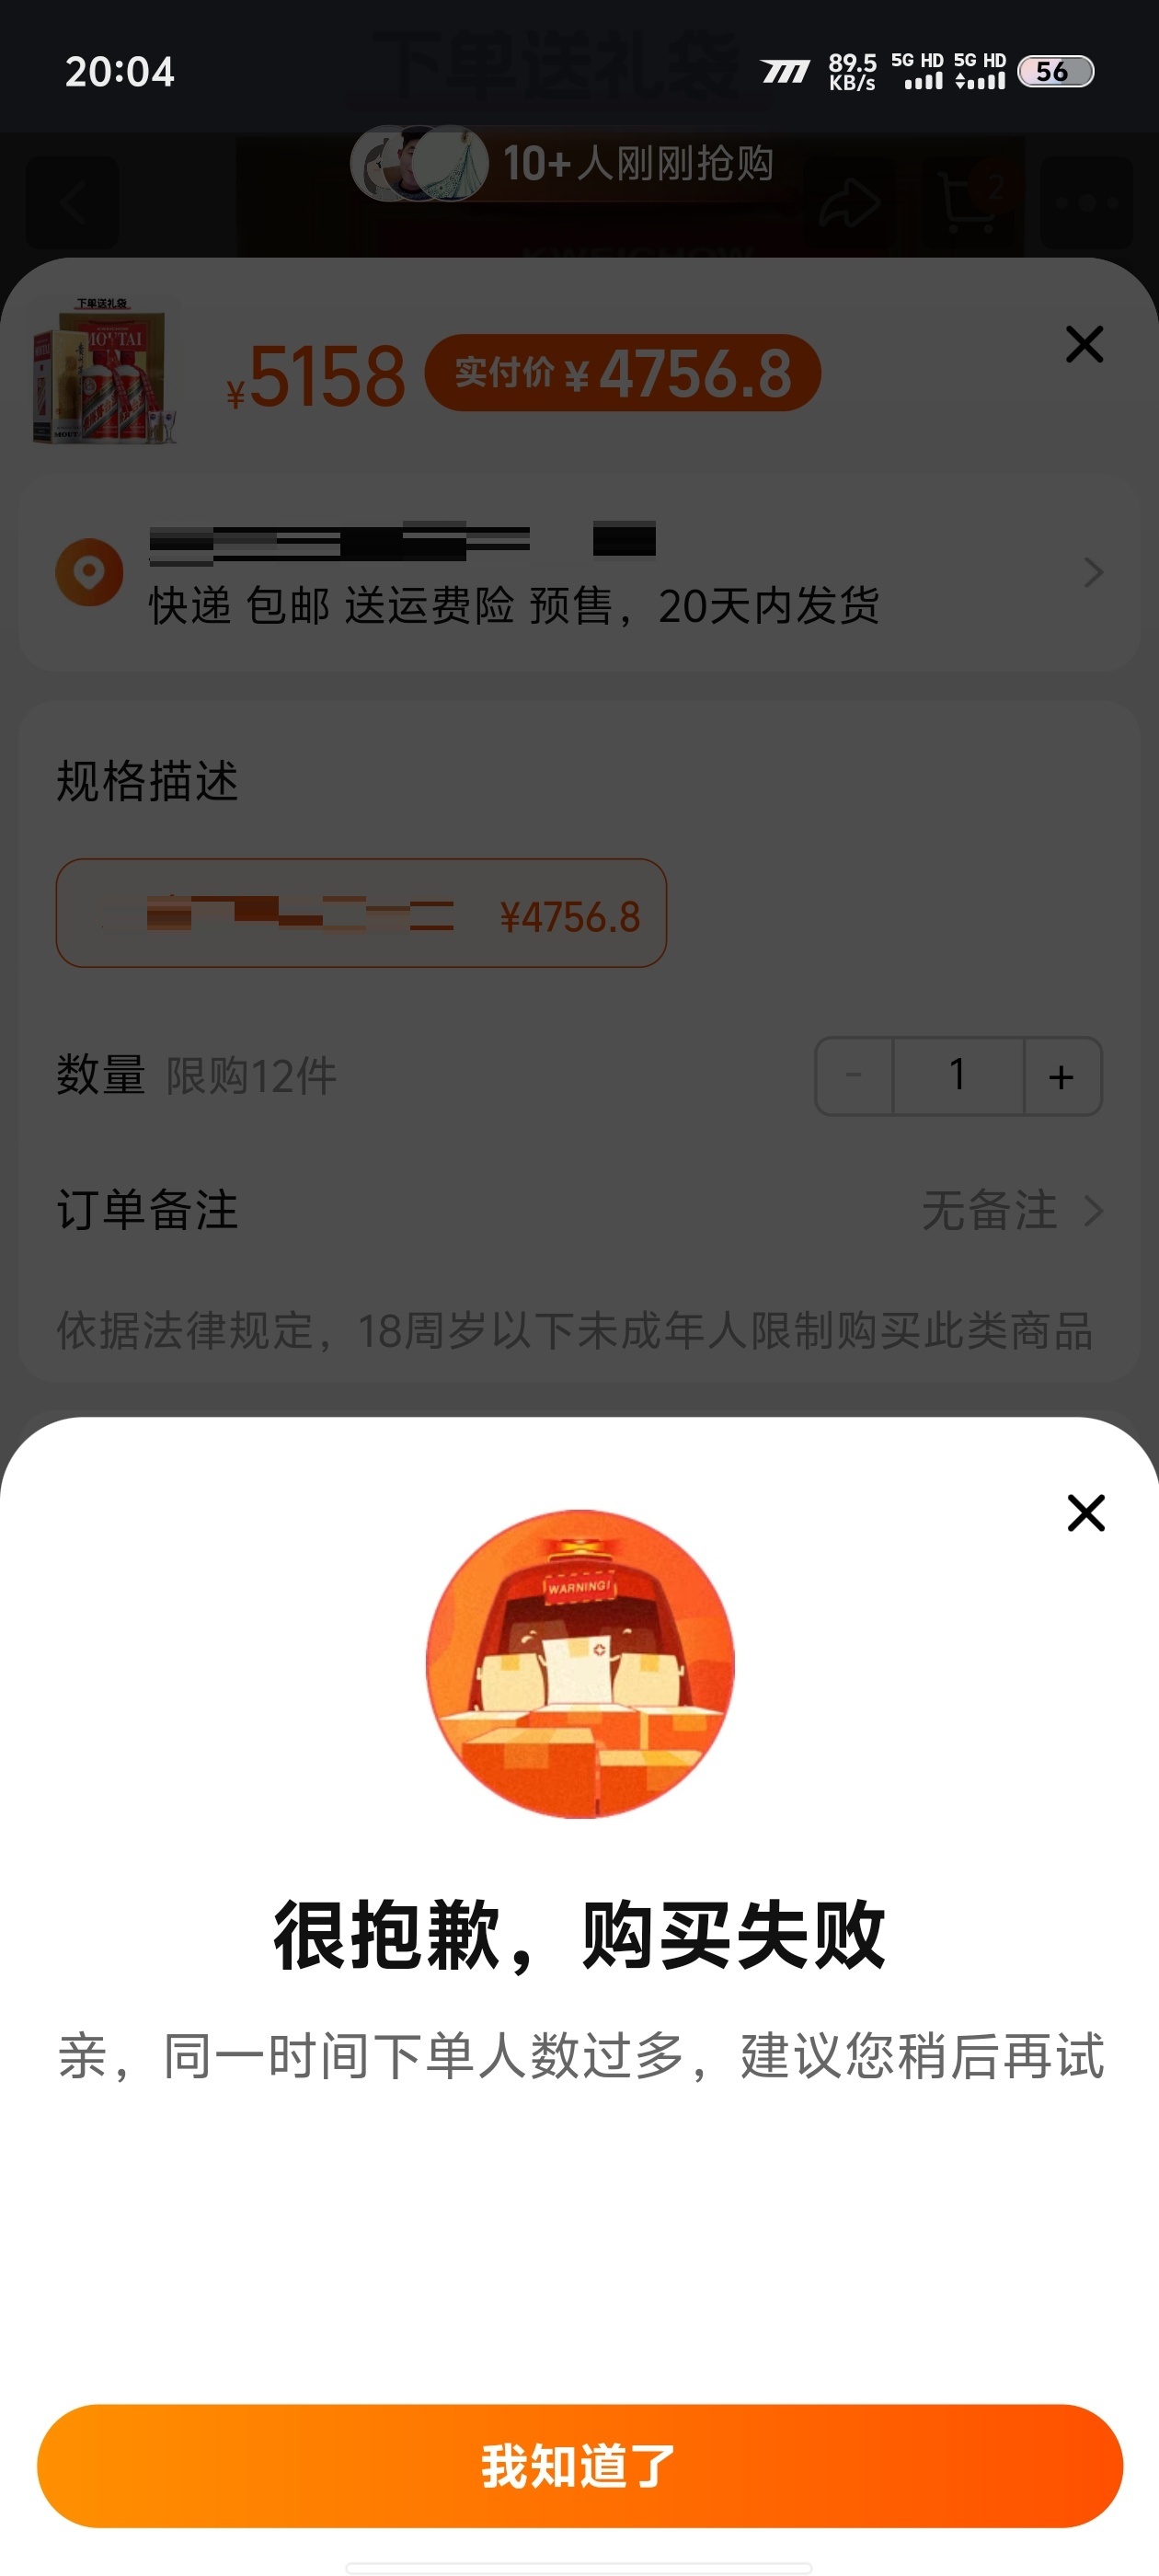 下单送礼袋
20:04
89.5
KB/s
5G HD
5G HD
56
10+人刚刚抢购
2
KWEICHOW
下单送礼袋
MOUTAI
¥5158
实付价 ¥4756.8
快递 包邮 送运费险 预售，20天内发货
规格描述
¥4756.8
数量 限购12件
- 1 +
订单备注
无备注
依据法律规定，18周岁以下未成年人限制购买此类商品
WARNING!
很抱歉，购买失败
亲，同一时间下单人数过多，建议您稍后再试
我知道了